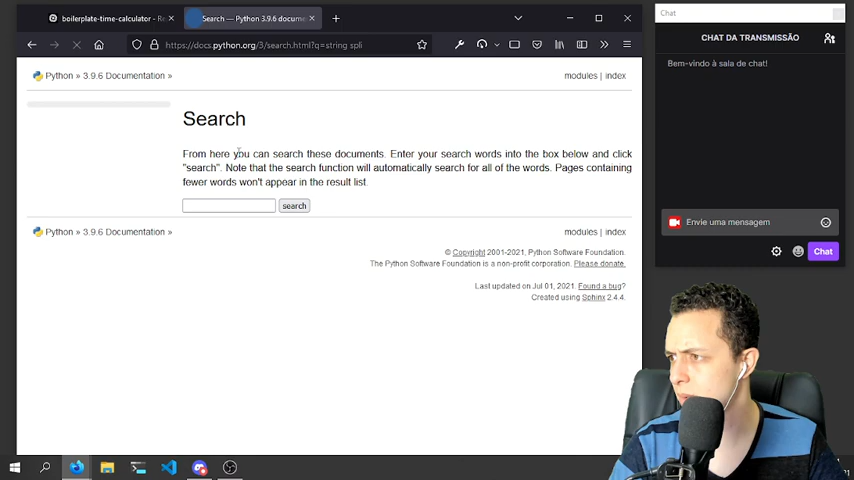 boilerplate-time-calculator - Re
Search — Python 3.9.6 docume
https://docs.python.org/3/search.html?q=string spli
Python » 3.9.6 Documentation »
modules | index
Search
From here you can search these documents. Enter your search words into the box below and click
"search". Note that the search function will automatically search for all of the words. Pages containing
fewer words won't appear in the result list.
search
Python » 3.9.6 Documentation »
modules | index
© Copyright 2001-2021, Python Software Foundation.
The Python Software Foundation is a non-profit corporation. Please donate.
Last updated on Jul 01, 2021. Found a bug?
Created using Sphinx 2.4.4.
Chat
CHAT DA TRANSMISSÃO
Bem-vindo à sala de chat!
Envie uma mensagem
Chat